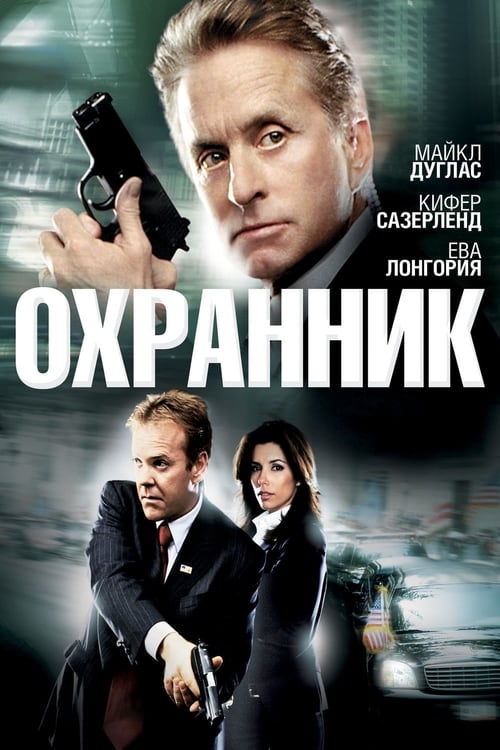 МАЙКЛ
ДУГЛАС
КИФЕР
САЗЕРЛЕНД
ЕВА
ЛОНГОРИЯ
ОХРАННИК